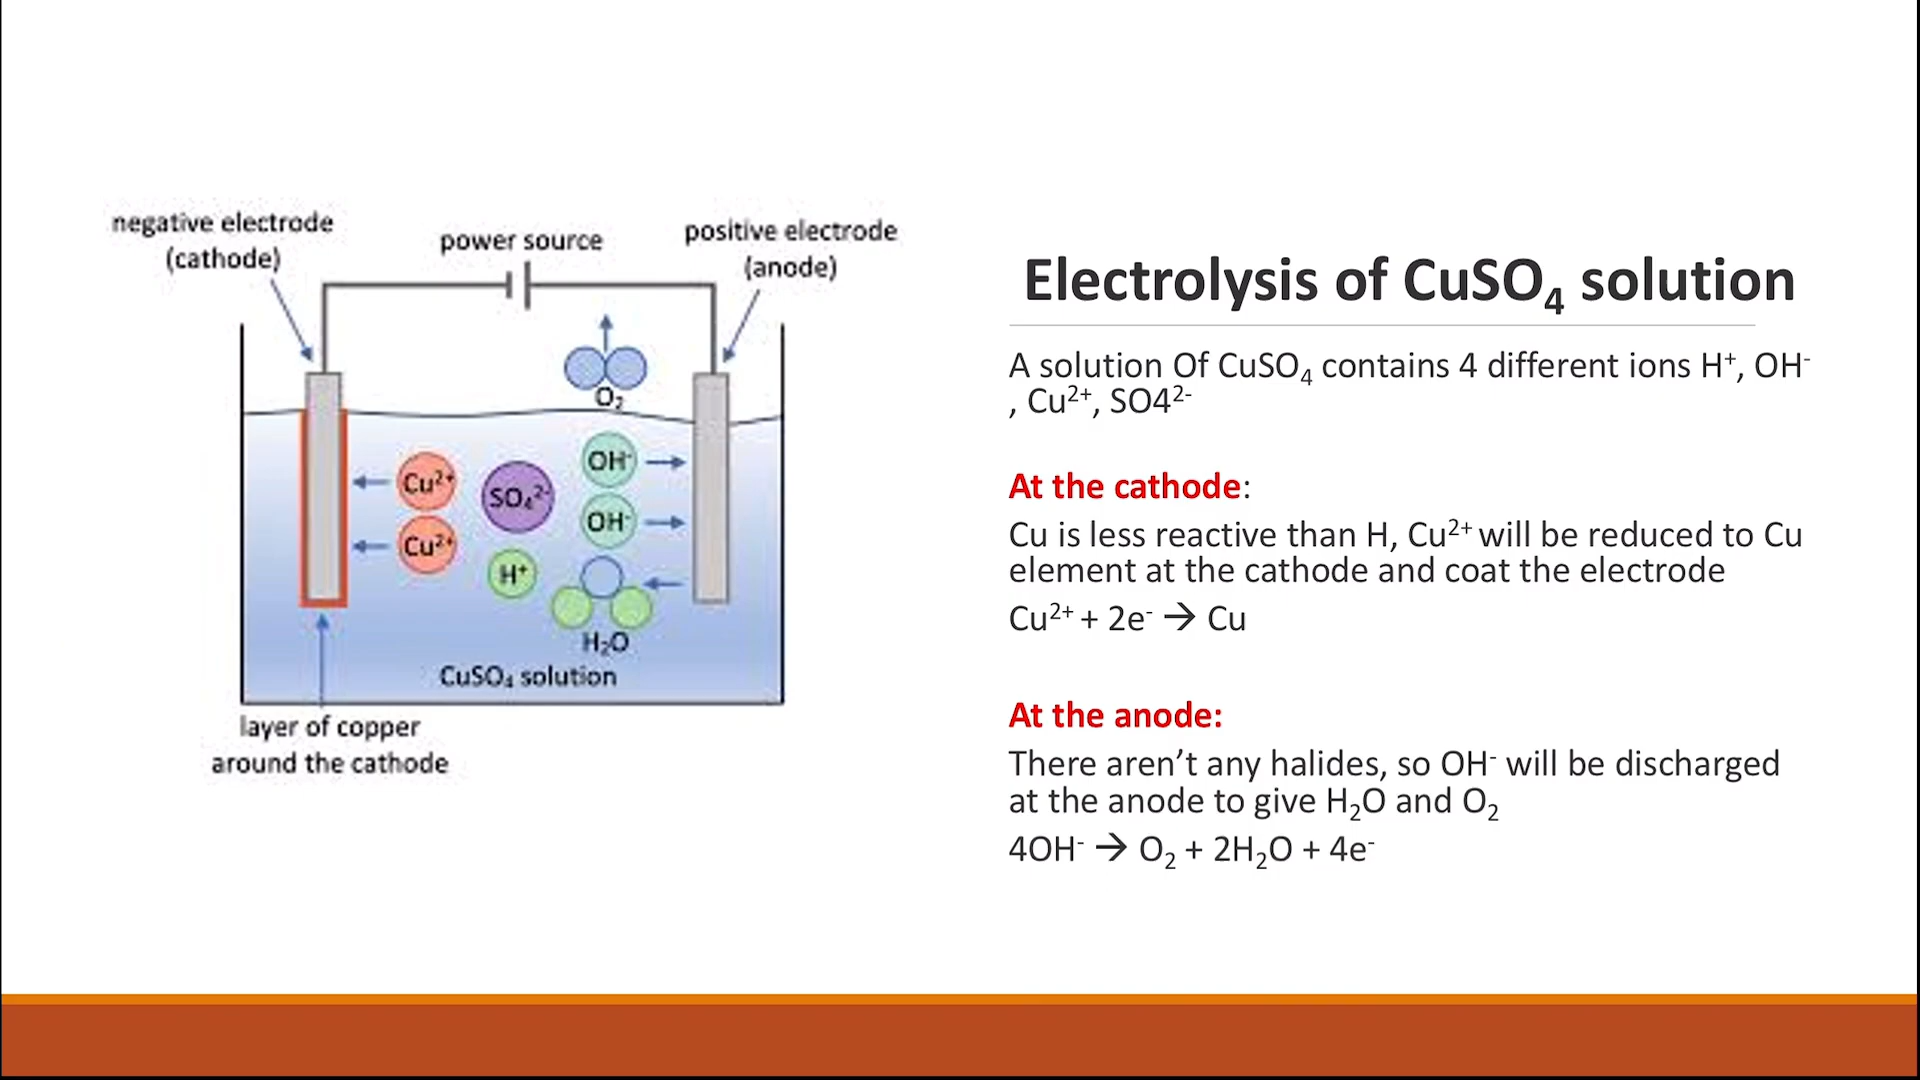 negative electrode
(cathode)
power source
positive electrode
(anode)
O₂
OH⁻
Cu²⁺
SO₄²⁻
OH⁻
Cu²⁺
H⁺
H₂O
CuSO₄ solution
layer of copper
around the cathode
Electrolysis of CuSO₄ solution
A solution Of CuSO₄ contains 4 different ions H⁺, OH⁻
, Cu²⁺, SO4²⁻
At the cathode:
Cu is less reactive than H, Cu²⁺ will be reduced to Cu
element at the cathode and coat the electrode
Cu²⁺ + 2e⁻ → Cu
At the anode:
There aren’t any halides, so OH⁻ will be discharged
at the anode to give H₂O and O₂
4OH⁻ → O₂ + 2H₂O + 4e⁻